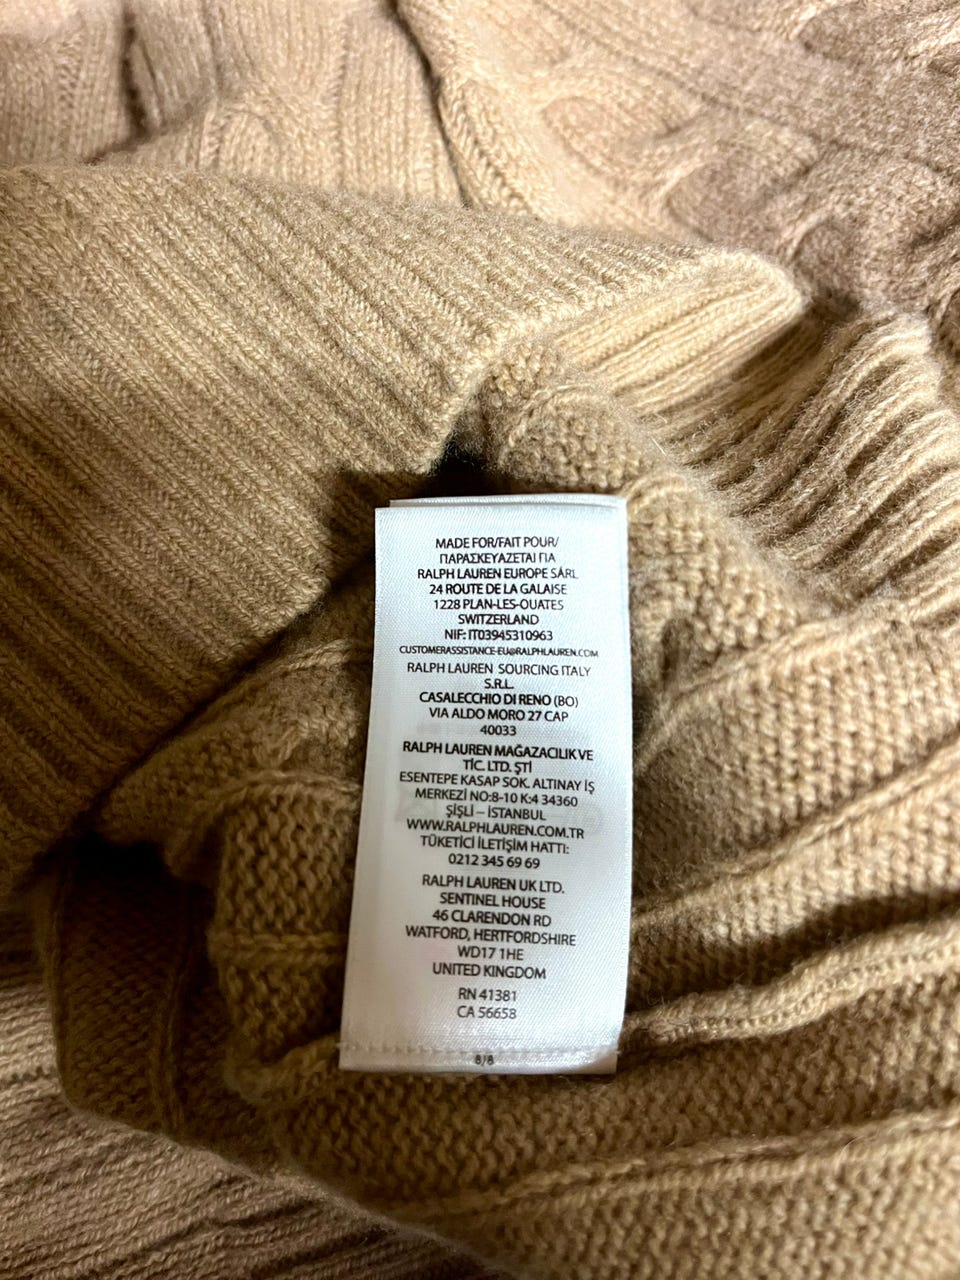 MADE FOR/FAIT POUR/
ΠΑΡΑΣΚΕΥΑΖΕΤΑΙ ΓΙΑ
RALPH LAUREN EUROPE SÀRL
24 ROUTE DE LA GALAISE
1228 PLAN-LES-OUATES
SWITZERLAND
NIF: IT03945310963
CUSTOMERASSISTANCE-EU@RALPHLAUREN.COM
RALPH LAUREN SOURCING ITALY
S.R.L.
CASALECCHIO DI RENO (BO)
VIA ALDO MORO 27 CAP
40033
RALPH LAUREN MAĞAZACILIK VE
TİC. LTD. ŞTİ
ESENTEPE KASAP SOK. ALTINAY İŞ
MERKEZİ NO:8-10 K:4 34360
ŞİŞLİ – İSTANBUL
WWW.RALPHLAUREN.COM.TR
TÜKETİCİ İLETİŞİM HATTI:
0212 345 69 69
RALPH LAUREN UK LTD.
SENTINEL HOUSE
46 CLARENDON RD
WATFORD, HERTFORDSHIRE
WD17 1HE
UNITED KINGDOM
RN 41381
CA 56658
8/8